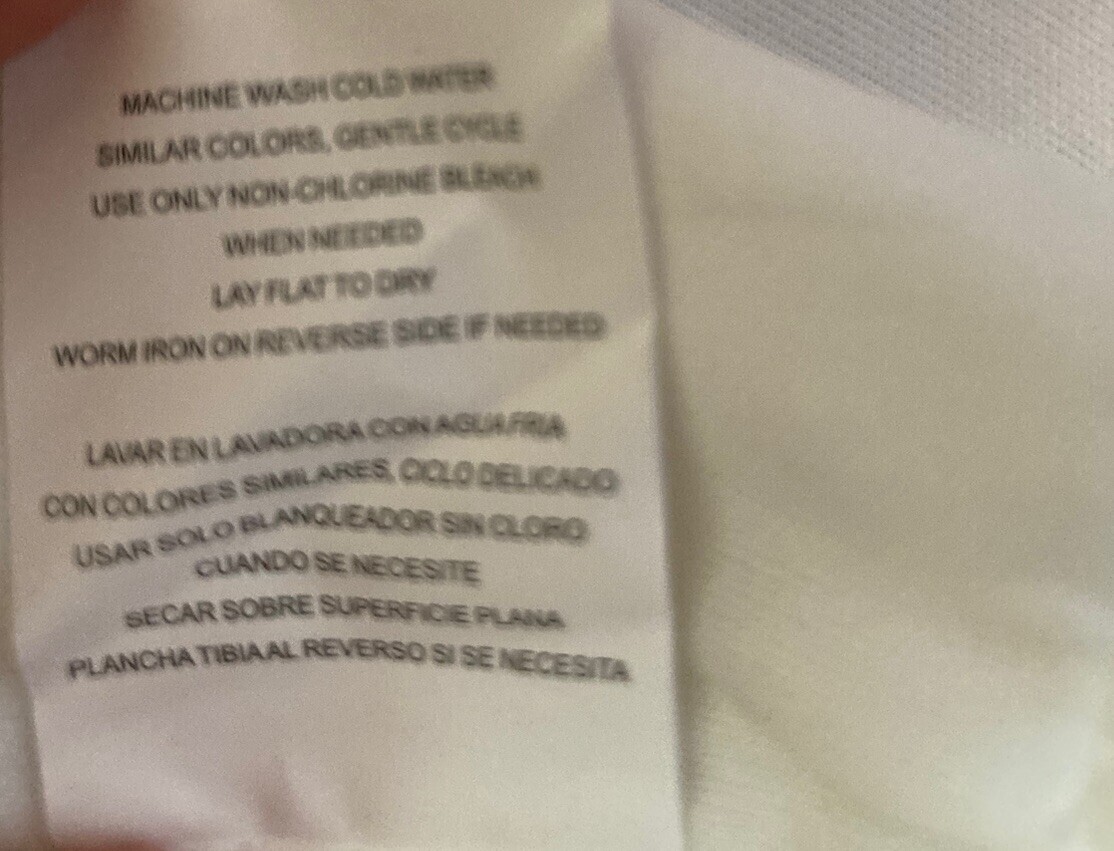 MACHINE WASH COLD WATER
SIMILAR COLORS, GENTLE CYCLE
USE ONLY NON-CHLORINE BLEACH
WHEN NEEDED
LAY FLAT TO DRY
WORM IRON ON REVERSE SIDE IF NEEDED
LAVAR EN LAVADORA CON AGUA FRIA
CON COLORES SIMILARES, CICLO DELICADO
USAR SOLO BLANQUEADOR SIN CLORO
CUANDO SE NECESITE
SECAR SOBRE SUPERFICIE PLANA
PLANCHA TIBIA AL REVERSO SI SE NECESITA